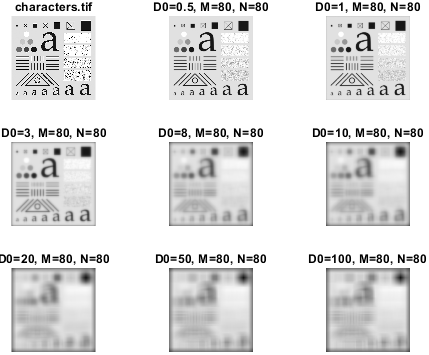 characters.tif
D0=0.5, M=80, N=80
D0=1, M=80, N=80
a
a
a
a a a a a a a
a a a a a a a
a a a a a a a
D0=3, M=80, N=80
D0=8, M=80, N=80
D0=10, M=80, N=80
a
a
a
a a a a a a a
D0=20, M=80, N=80
D0=50, M=80, N=80
D0=100, M=80, N=80
a
a
a